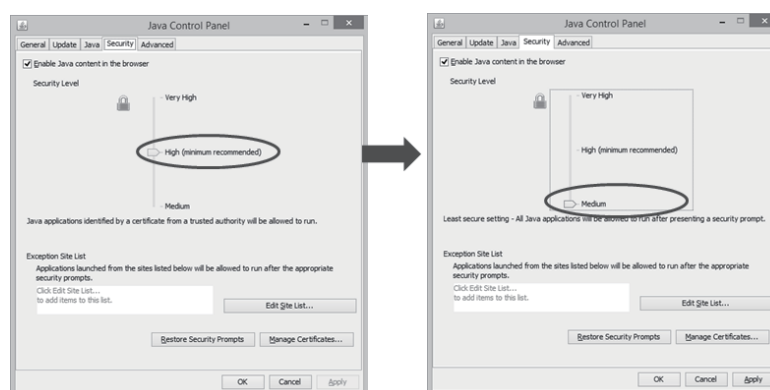 Java Control Panel
General Update Java Security Advanced
Enable Java content in the browser
Security Level
Very High
High (minimum recommended)
Medium
Java applications identified by a certificate from a trusted authority will be allowed to run.
Exception Site List
Applications launched from the sites listed below will be allowed to run after the appropriate
security prompts.
Click Edit Site List...
to add items to this list.
Edit Site List...
Restore Security Prompts Manage Certificates...
OK Cancel Apply
Java Control Panel
General Update Java Security Advanced
Enable Java content in the browser
Security Level
Very High
High (minimum recommended)
Medium
Least secure setting - All Java applications will be allowed to run after presenting a security prompt.
Exception Site List
Applications launched from the sites listed below will be allowed to run after the appropriate
security prompts.
Click Edit Site List...
to add items to this list.
Edit Site List...
Restore Security Prompts Manage Certificates...
OK Cancel Apply